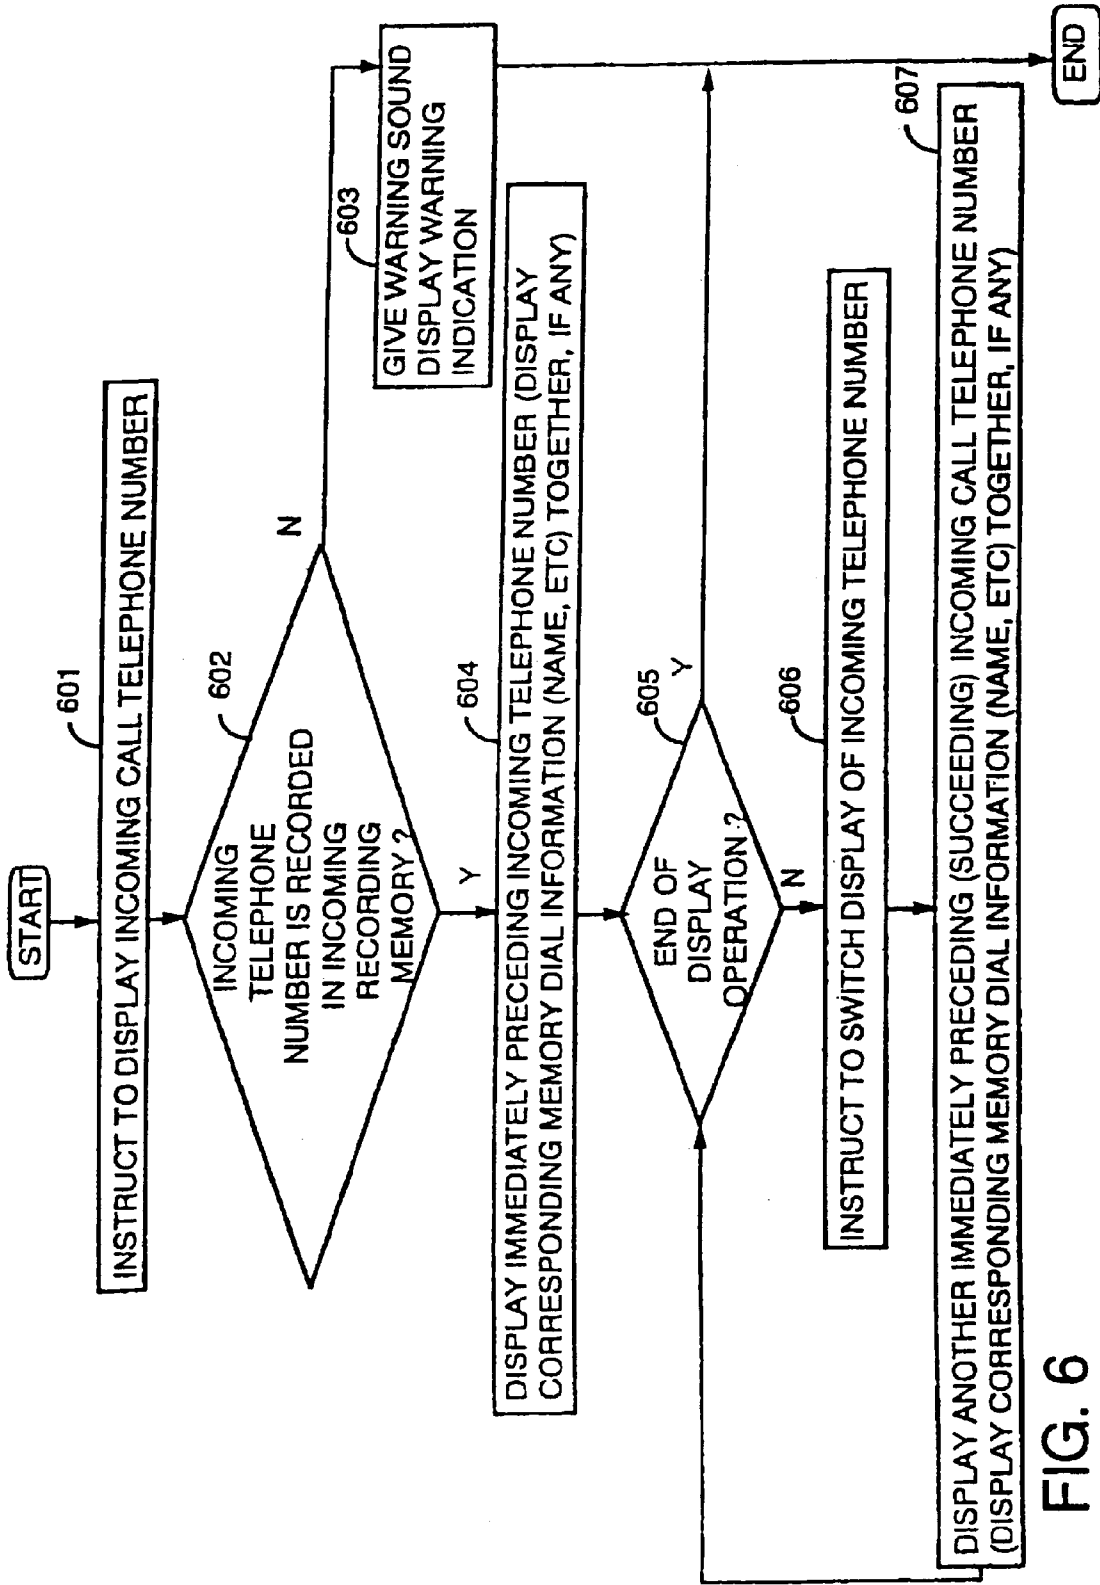 START
601
INSTRUCT TO DISPLAY INCOMING CALL TELEPHONE NUMBER
602
INCOMING
TELEPHONE
NUMBER IS RECORDED
IN INCOMING
RECORDING
MEMORY ?
N
603
GIVE WARNING SOUND
DISPLAY WARNING
INDICATION
Y
604
DISPLAY IMMEDIATELY PRECEDING INCOMING TELEPHONE NUMBER (DISPLAY
CORRESPONDING MEMORY DIAL INFORMATION (NAME, ETC) TOGETHER, IF ANY)
605
END OF
DISPLAY
OPERATION ?
Y
N
606
INSTRUCT TO SWITCH DISPLAY OF INCOMING TELEPHONE NUMBER
607
DISPLAY ANOTHER IMMEDIATELY PRECEDING (SUCCEEDING) INCOMING CALL TELEPHONE NUMBER
(DISPLAY CORRESPONDING MEMORY DIAL INFORMATION (NAME, ETC) TOGETHER, IF ANY)
END
FIG. 6